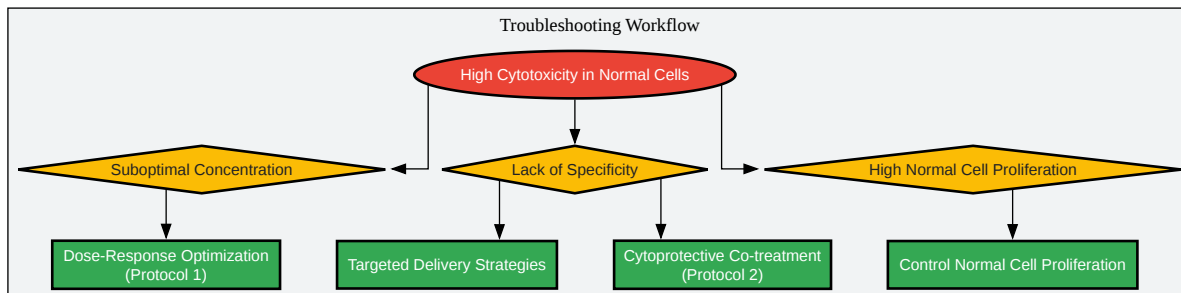 Troubleshooting Workflow
High Cytotoxicity in Normal Cells
Suboptimal Concentration
Lack of Specificity
High Normal Cell Proliferation
Dose-Response Optimization
(Protocol 1)
Targeted Delivery Strategies
Cytoprotective Co-treatment
(Protocol 2)
Control Normal Cell Proliferation